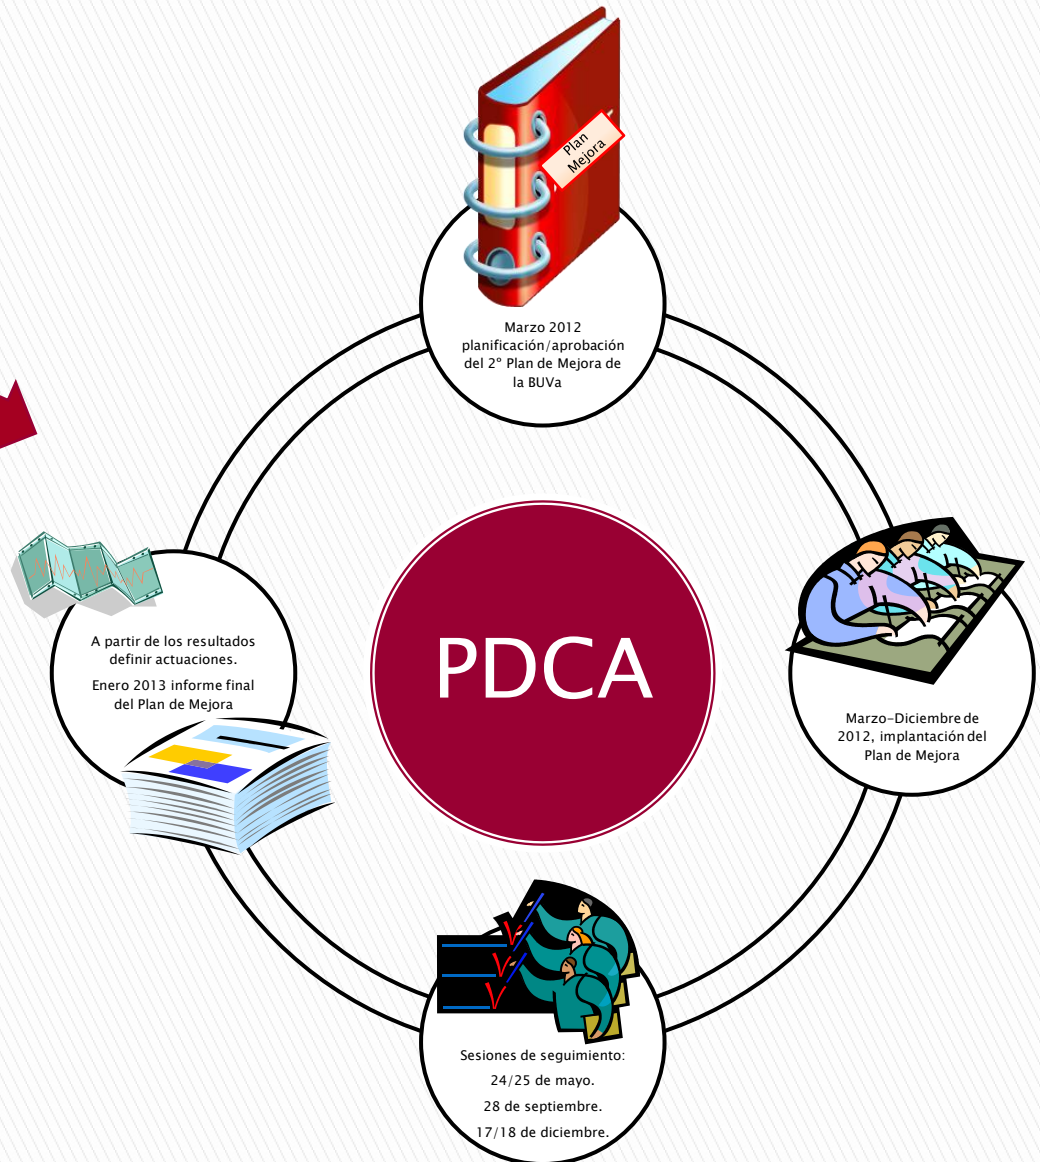 Plan
Mejora
Marzo 2012
planificación/aprobación
del 2º Plan de Mejora de
la BUVa
Marzo-Diciembre de
2012, implantación del
Plan de Mejora
Sesiones de seguimiento:
24/25 de mayo.
28 de septiembre.
17/18 de diciembre.
A partir de los resultados
definir actuaciones.
Enero 2013 informe final
del Plan de Mejora
PDCA